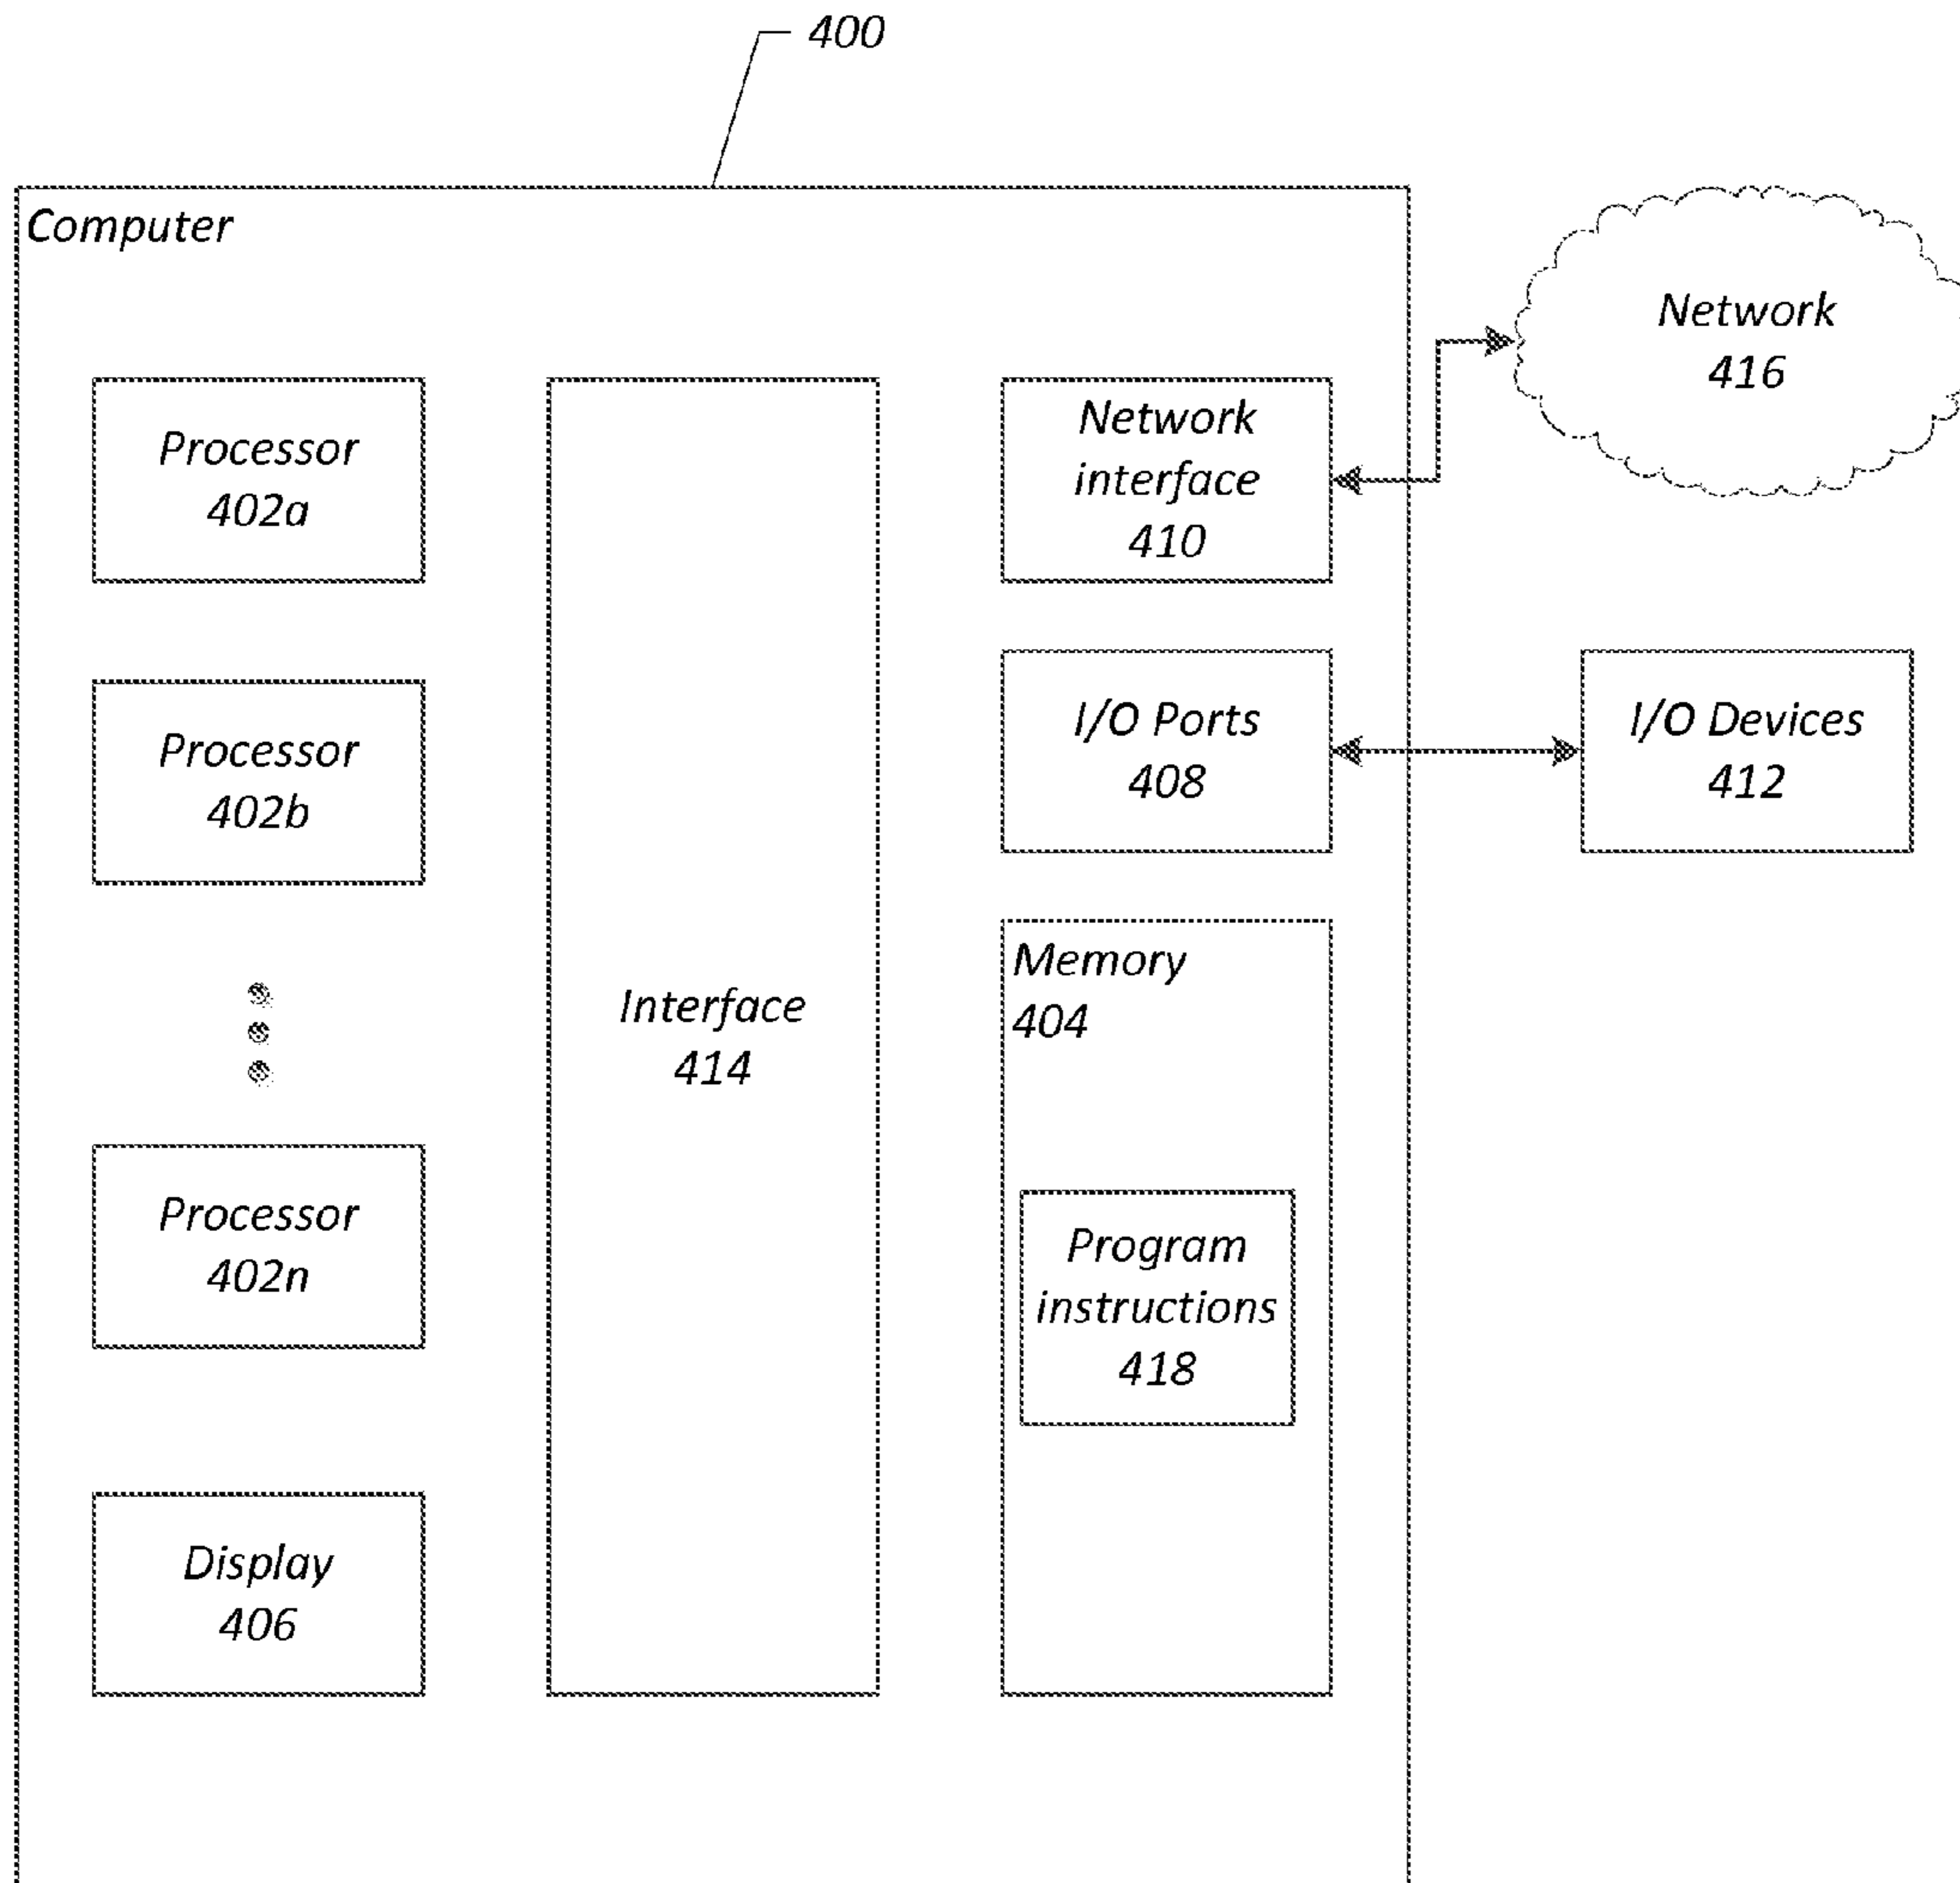 400
Computer
Network
416
Processor
402a
Network
interface
410
Processor
402b
I/O Ports
408
I/O Devices
412
Interface
414
Memory
404
Processor
402n
Program
instructions
418
Display
406